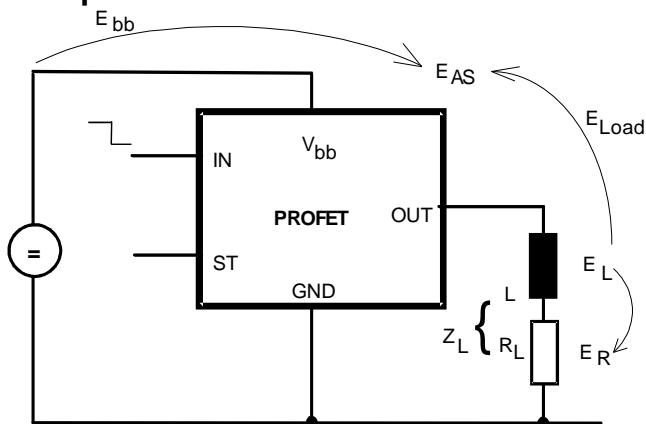 E bb
E AS
E Load
V bb
IN
PROFET
OUT
=
ST
GND
E L
L
Z L {
R L
E R